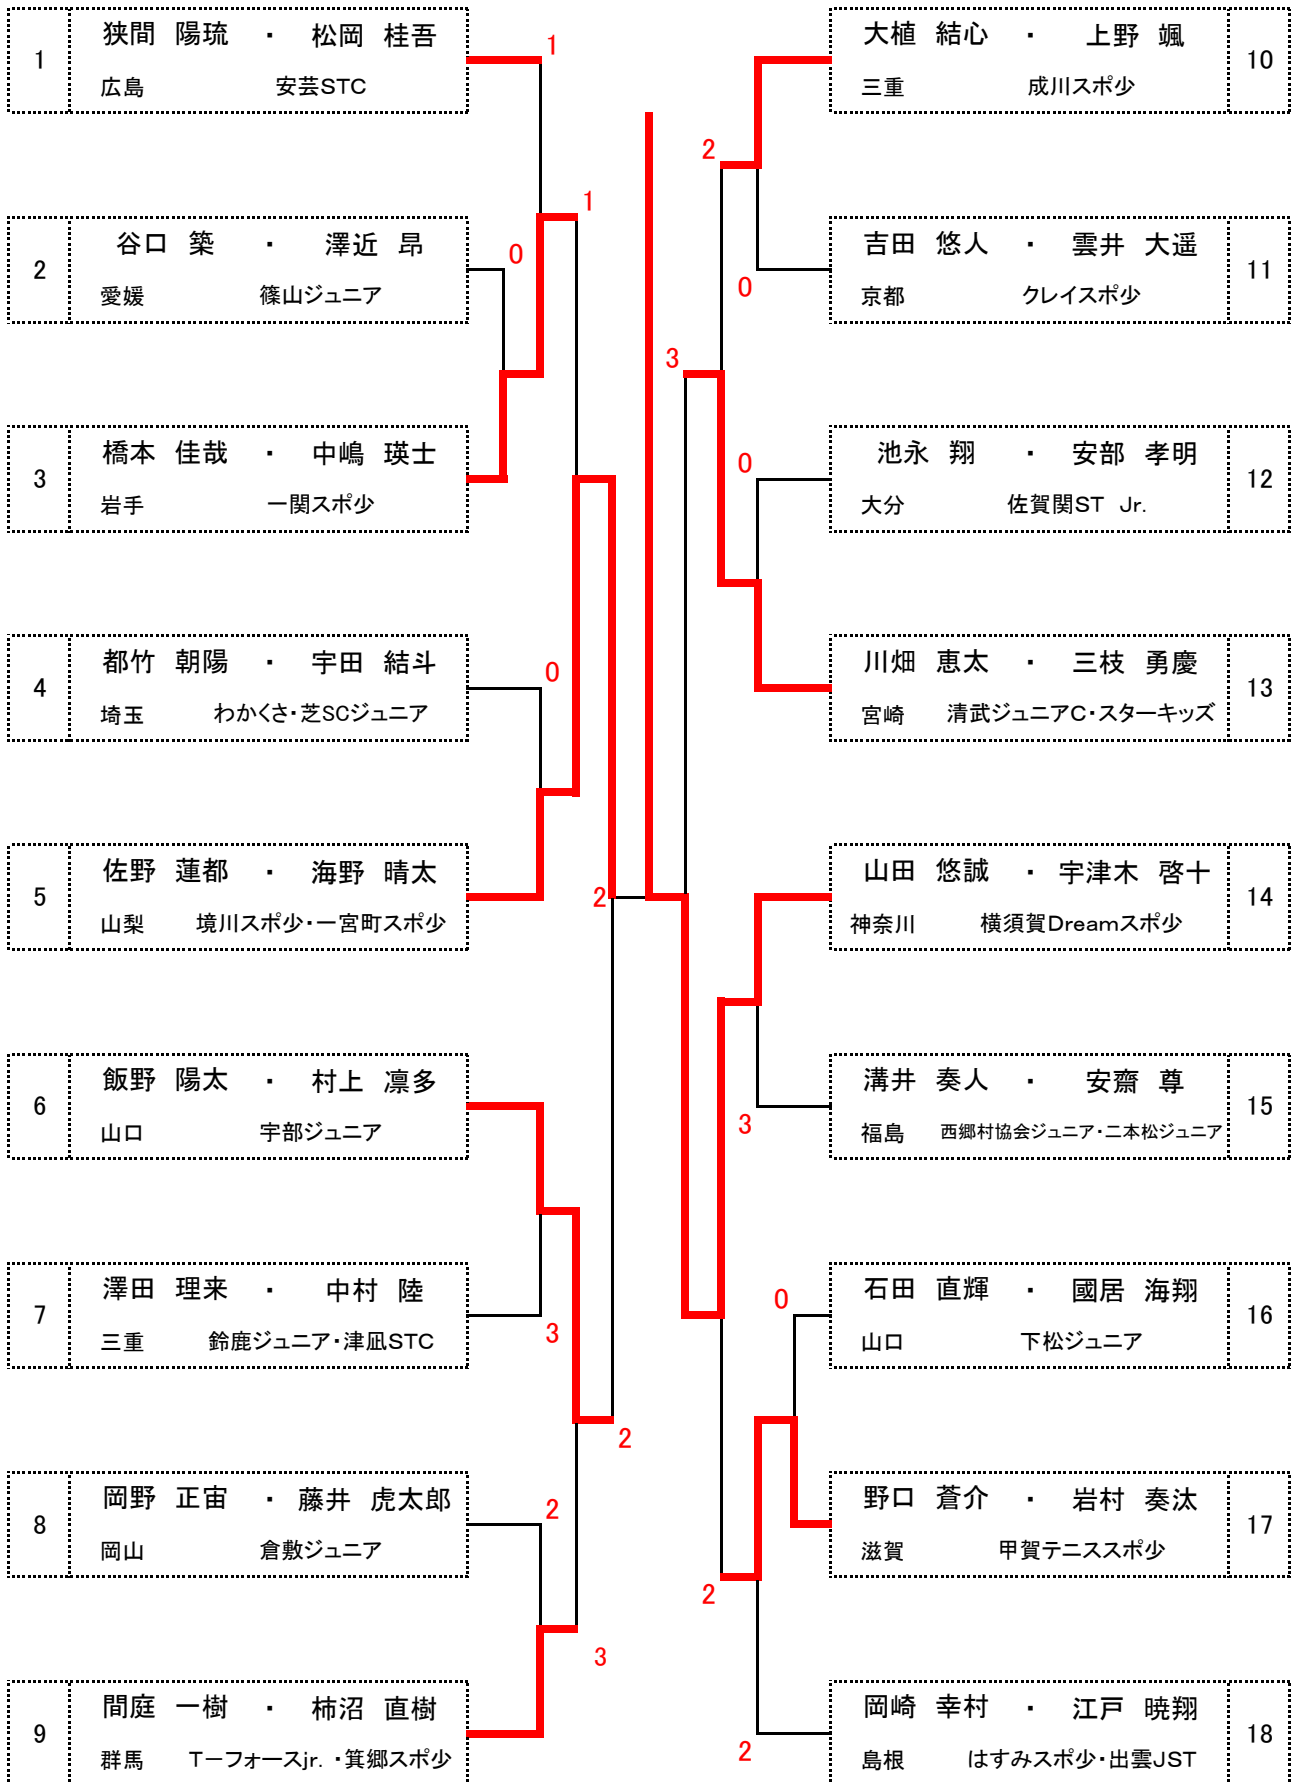 1
狭間 陽琉 ・ 松岡 桂吾
広島 安芸STC
2
谷口 築 ・ 澤近 昂
愛媛 篠山ジュニア
3
橋本 佳哉 ・ 中嶋 瑛士
岩手 一関スポ少
4
都竹 朝陽 ・ 宇田 結斗
埼玉 わかくさ・芝SCジュニア
5
佐野 蓮都 ・ 海野 晴太
山梨 境川スポ少・一宮町スポ少
6
飯野 陽太 ・ 村上 凛多
山口 宇部ジュニア
7
澤田 理来 ・ 中村 陸
三重 鈴鹿ジュニア・津凪STC
8
岡野 正宙 ・ 藤井 虎太郎
岡山 倉敷ジュニア
9
間庭 一樹 ・ 柿沼 直樹
群馬 T－フォースjr. ・箕郷スポ少
1
1
0
0
2
3
2
2
3
2
0
3
0
3
0
2
2
大植 結心 ・ 上野 颯
三重 成川スポ少
10
吉田 悠人 ・ 雲井 大遥
京都 クレイスポ少
11
池永 翔 ・ 安部 孝明
大分 佐賀関ST Jr.
12
川畑 恵太 ・ 三枝 勇慶
宮崎 清武ジュニアC・スターキッズ
13
山田 悠誠 ・ 宇津木 啓十
神奈川 横須賀Dreamスポ少
14
溝井 奏人 ・ 安齋 尊
福島 西郷村協会ジュニア・二本松ジュニア
15
石田 直輝 ・ 國居 海翔
山口 下松ジュニア
16
野口 蒼介 ・ 岩村 奏汰
滋賀 甲賀テニススポ少
17
岡崎 幸村 ・ 江戸 暁翔
島根 はすみスポ少・出雲JST
18